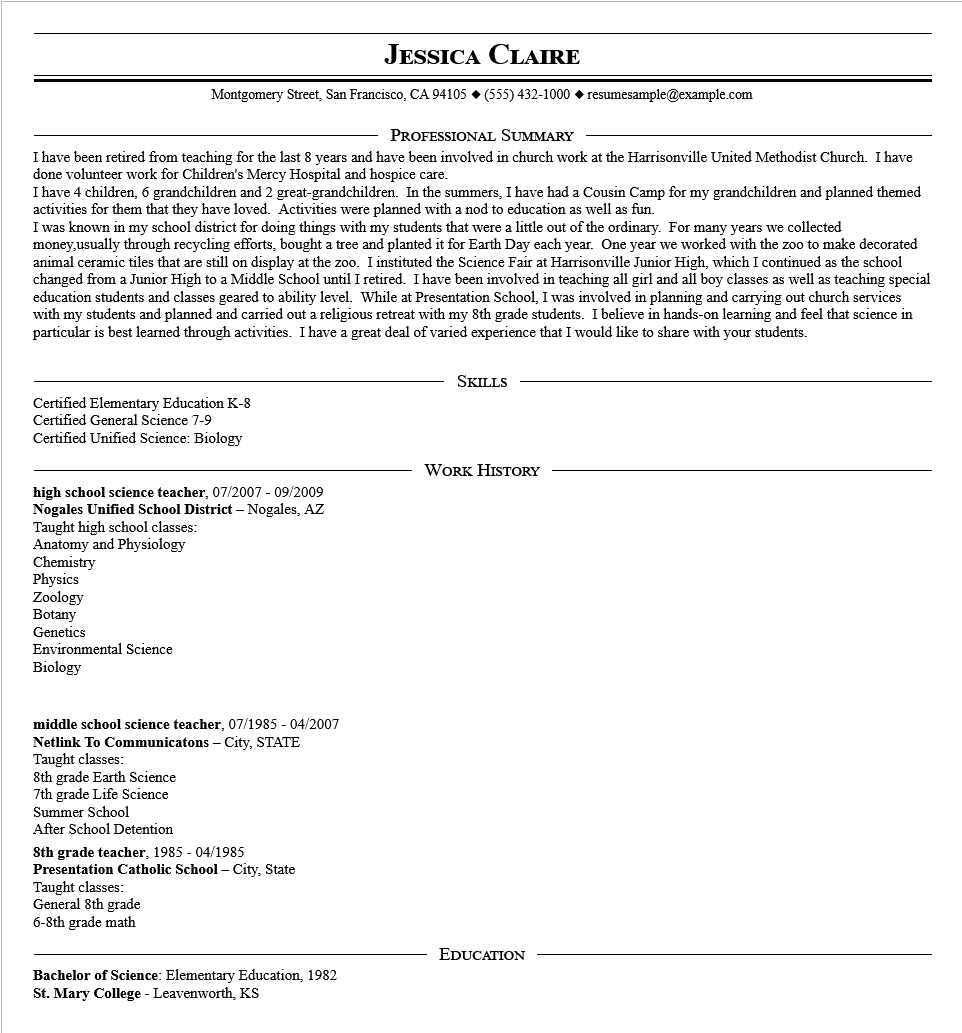 Jessica Claire
Montgomery Street, San Francisco, CA 94105 ◆ (555) 432-1000 ◆ resumesample@example.com
Professional Summary
I have been retired from teaching for the last 8 years and have been involved in church work at the Harrisonville United Methodist Church.  I have
done volunteer work for Children's Mercy Hospital and hospice care.
I have 4 children, 6 grandchildren and 2 great-grandchildren.  In the summers, I have had a Cousin Camp for my grandchildren and planned themed
activities for them that they have loved.  Activities were planned with a nod to education as well as fun.
I was known in my school district for doing things with my students that were a little out of the ordinary.  For many years we collected
money,usually through recycling efforts, bought a tree and planted it for Earth Day each year.  One year we worked with the zoo to make decorated
animal ceramic tiles that are still on display at the zoo.  I instituted the Science Fair at Harrisonville Junior High, which I continued as the school
changed from a Junior High to a Middle School until I retired.  I have been involved in teaching all girl and all boy classes as well as teaching special
education students and classes geared to ability level.  While at Presentation School, I was involved in planning and carrying out church services
with my students and planned and carried out a religious retreat with my 8th grade students.  I believe in hands-on learning and feel that science in
particular is best learned through activities.  I have a great deal of varied experience that I would like to share with your students.
Skills
Certified Elementary Education K-8
Certified General Science 7-9
Certified Unified Science: Biology
Work History
high school science teacher, 07/2007 - 09/2009
Nogales Unified School District – Nogales, AZ
Taught high school classes:
Anatomy and Physiology
Chemistry
Physics
Zoology
Botany
Genetics
Environmental Science
Biology
middle school science teacher, 07/1985 - 04/2007
Netlink To Communicatons – City, STATE
Taught classes:
8th grade Earth Science
7th grade Life Science
Summer School
After School Detention
8th grade teacher, 1985 - 04/1985
Presentation Catholic School – City, State
Taught classes:
General 8th grade
6-8th grade math
Education
Bachelor of Science: Elementary Education, 1982
St. Mary College - Leavenworth, KS